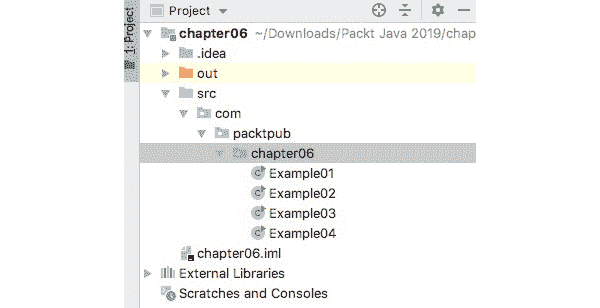 1: Project
Project
chapter06 ~/Downloads/Packt Java 2019/chap
.idea
out
src
com
packtpub
chapter06
Example01
Example02
Example03
Example04
chapter06.iml
External Libraries
Scratches and Consoles